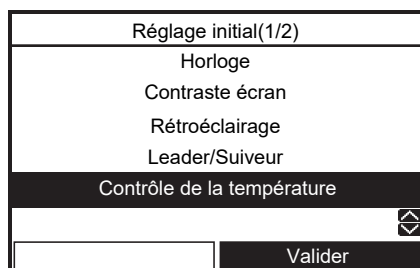 Réglage initial(1/2)
Horloge
Contraste écran
Rétroéclairage
Leader/Suiveur
Contrôle de la température
Valider